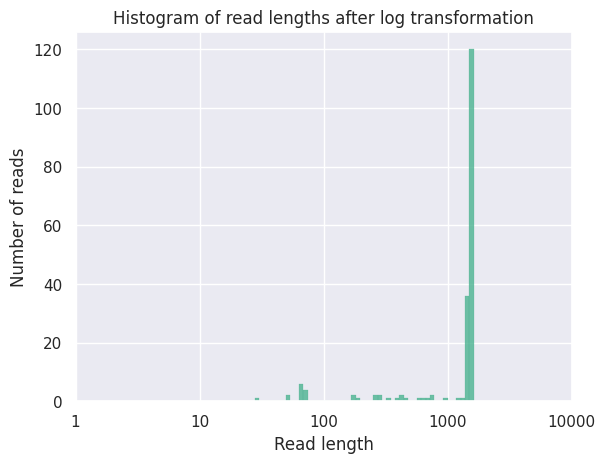 Histogram of read lengths after log transformation
120
100
80
60
40
20
0
Number of reads
1 10 100 1000 10000
Read length